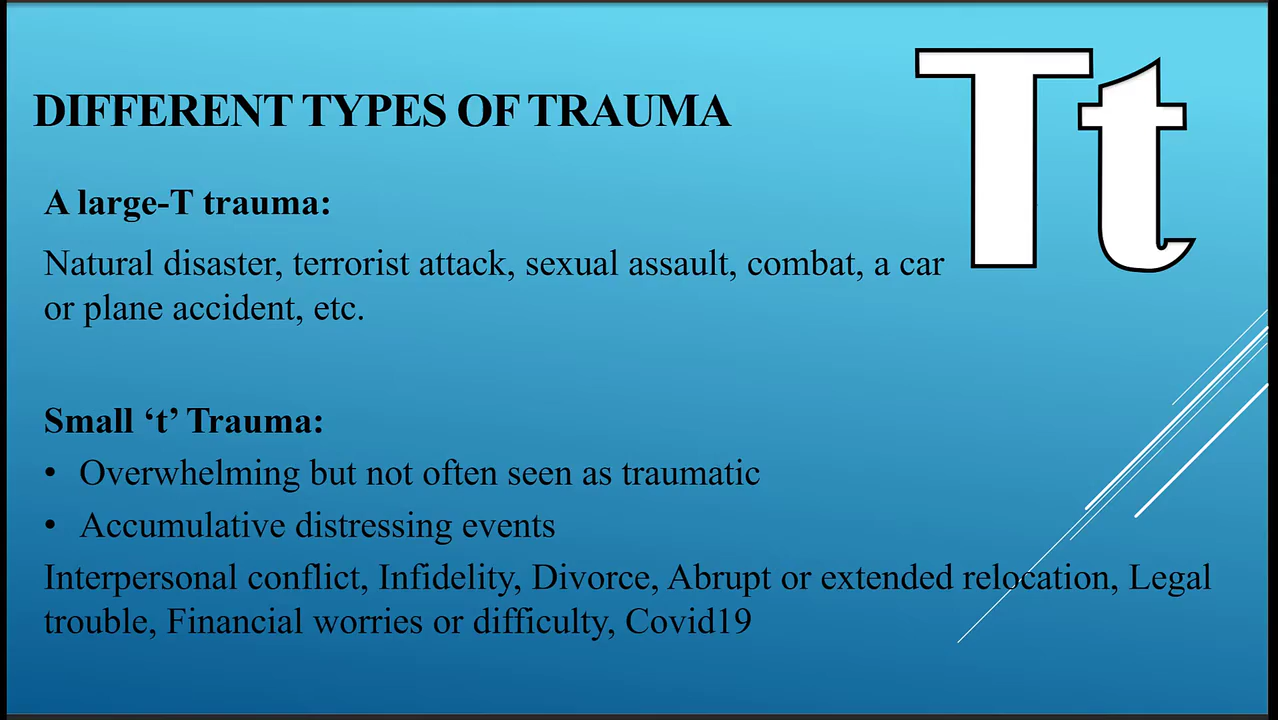 Tt
DIFFERENT TYPES OF TRAUMA
A large-T trauma:
Natural disaster, terrorist attack, sexual assault, combat, a car
or plane accident, etc.
Small ‘t’ Trauma:
• Overwhelming but not often seen as traumatic
• Accumulative distressing events
Interpersonal conflict, Infidelity, Divorce, Abrupt or extended relocation, Legal
trouble, Financial worries or difficulty, Covid19